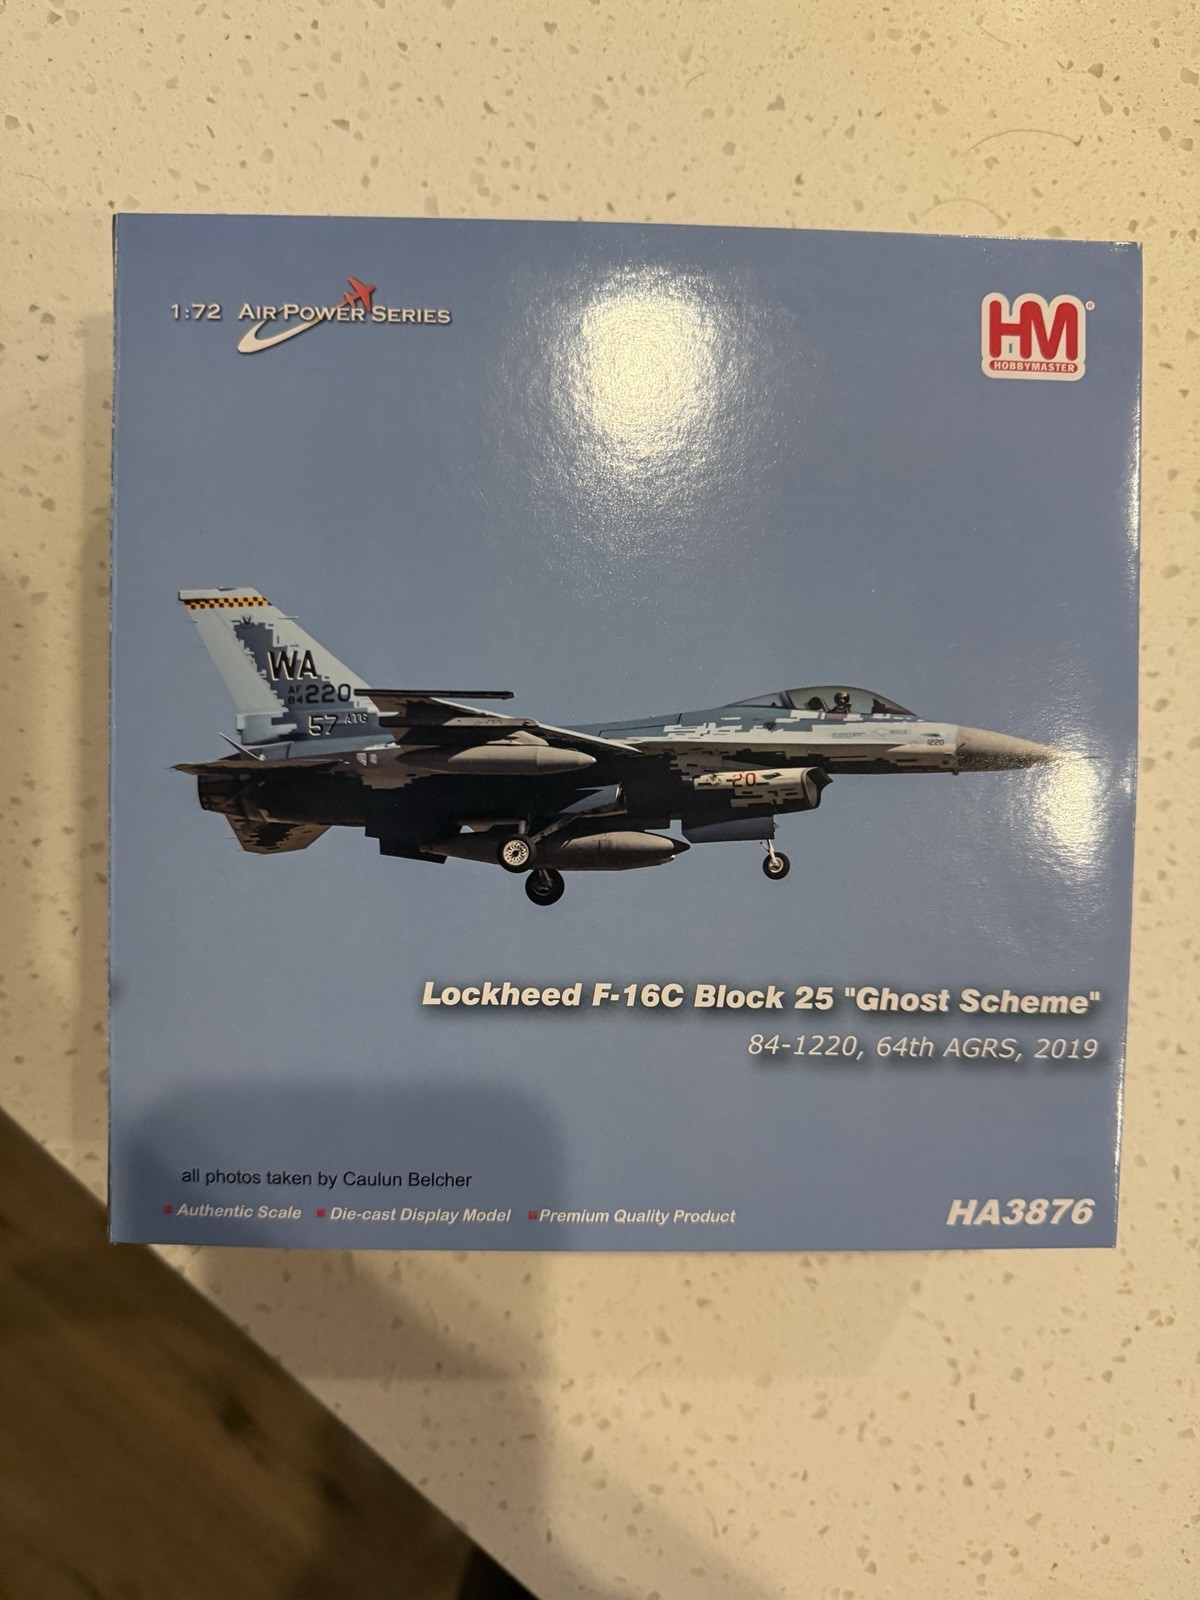 1:72 AIR POWER SERIES
HM®
HOBBYMASTER
WA
AF
84 220
57 ATG
1220
20
Lockheed F-16C Block 25 "Ghost Scheme"
84-1220, 64th AGRS, 2019
all photos taken by Caulun Belcher
Authentic Scale Die-cast Display Model Premium Quality Product
HA3876